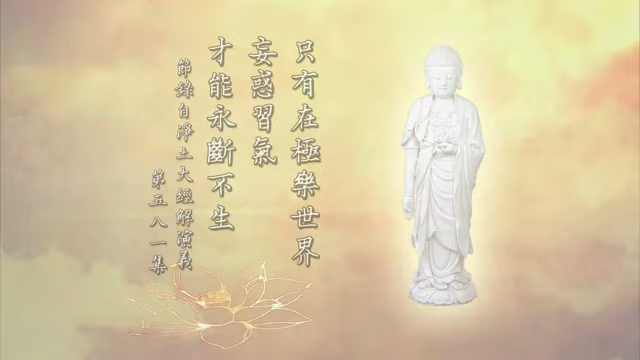 只有在極樂世界
妄惑習氣
才能永斷不生
節錄自淨土大經解演義
第五八一集